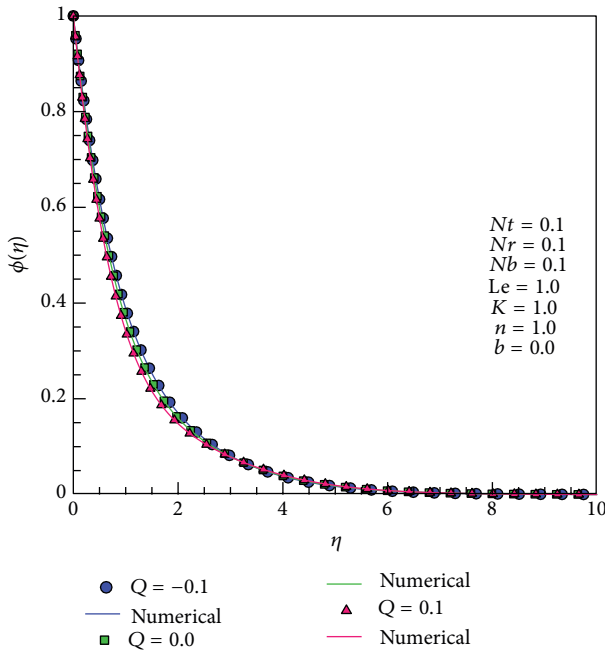 1
0.8
0.6
0.4
0.2
0
ϕ(η)
Nt = 0.1
Nr = 0.1
Nb = 0.1
Le = 1.0
K = 1.0
n = 1.0
b = 0.0
0 2 4 6 8 10
η
Q = −0.1
Numerical
Q = 0.0
Numerical
Q = 0.1
Numerical